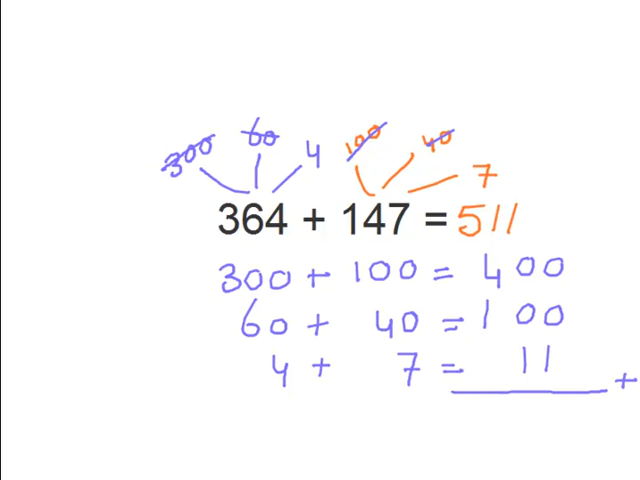 300 60 4 100 40 7
364 + 147 = 511
300 + 100 = 400
60 + 40 = 100
4 + 7 = 11
+